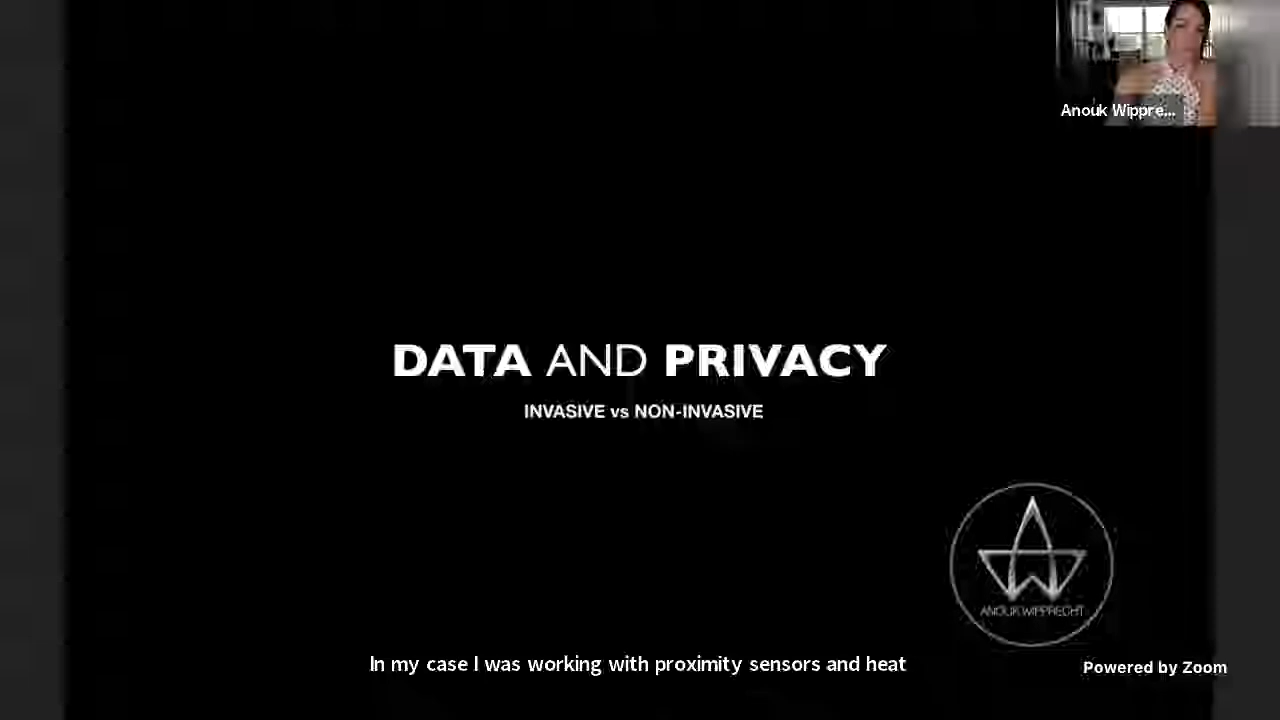 Anouk Wippre...
DATA AND PRIVACY
INVASIVE vs NON-INVASIVE
ANOUK WIPPRECHT
In my case I was working with proximity sensors and heat
Powered by Zoom